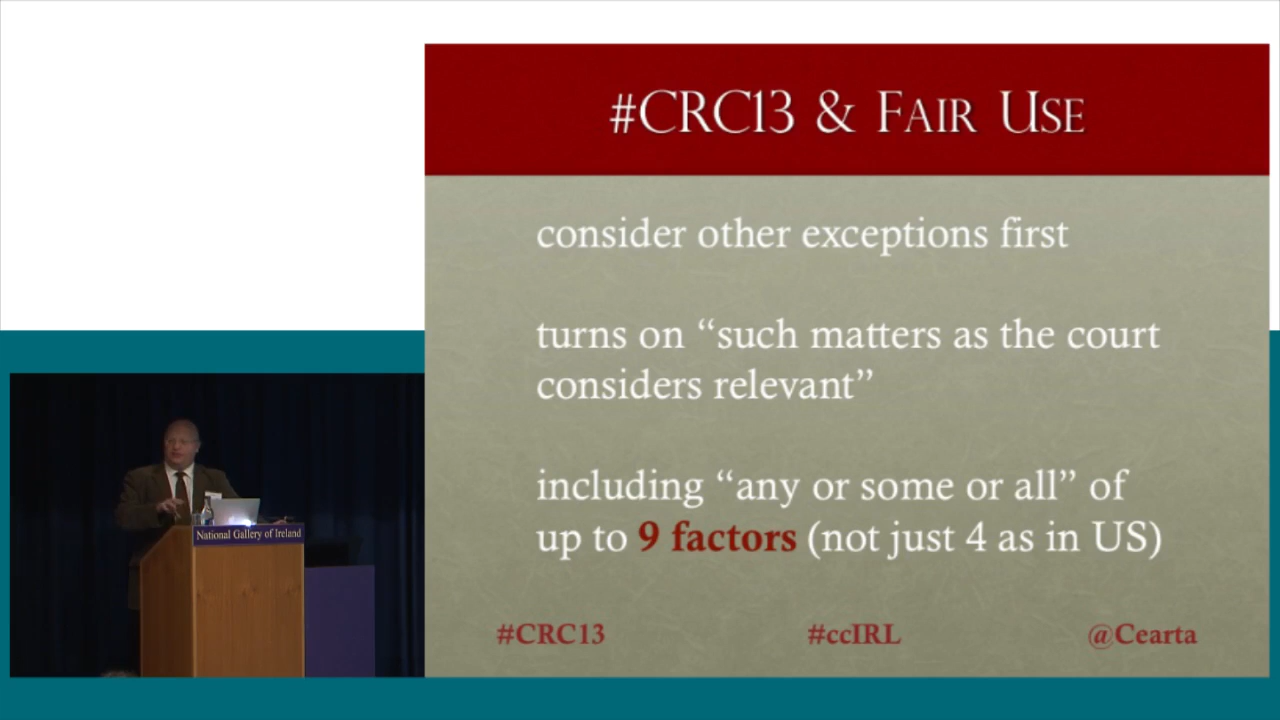 #CRC13 & FAIR USE
consider other exceptions first
turns on “such matters as the court
considers relevant”
including “any or some or all” of
up to 9 factors (not just 4 as in US)
#CRC13 #ccIRL @Cearta
National Gallery of Ireland